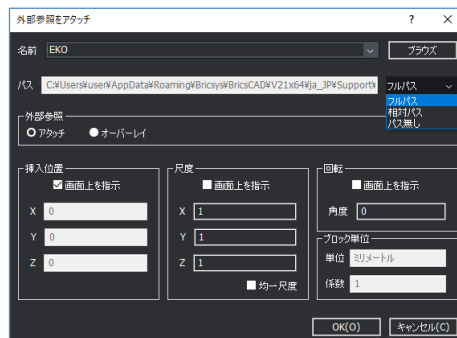 外部参照をアタッチ ? ×
名前 EKO ブラウズ
パス C:¥Users¥user¥AppData¥Roaming¥Bricsys¥BricsCAD¥V21x64¥ja_JP¥Support¥ フルパス
フルパス
相対パス
パス無し
外部参照
アタッチ オーバーレイ
挿入位置 尺度 回転
画面上を指示 画面上を指示 画面上を指示
X 0 X 1 角度 0
Y 0 Y 1 ブロック単位
Z 0 Z 1 単位 ミリメートル
均一尺度 係数 1
OK(O) キャンセル(C)